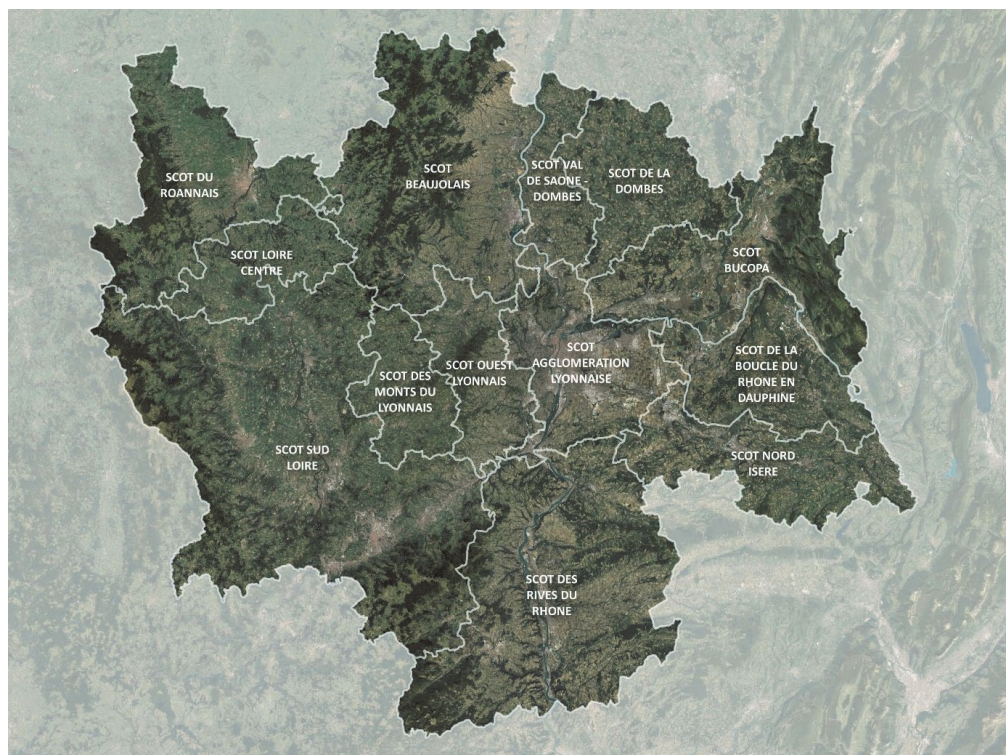 SCOT DU
ROANNAIS
SCOT
BEAUJOLAIS
SCOT VAL
DE SAONE -
DOMBES
SCOT DE LA
DOMBES
SCOT LOIRE
CENTRE
SCOT
BUCOPA
SCOT
AGGLOMERATION
LYONNAISE
SCOT DE LA
BOUCLE DU
RHONE EN
DAUPHINE
SCOT OUEST
LYONNAIS
SCOT DES
MONTS DU
LYONNAIS
SCOT SUD
LOIRE
SCOT NORD
ISERE
SCOT DES
RIVES DU
RHONE